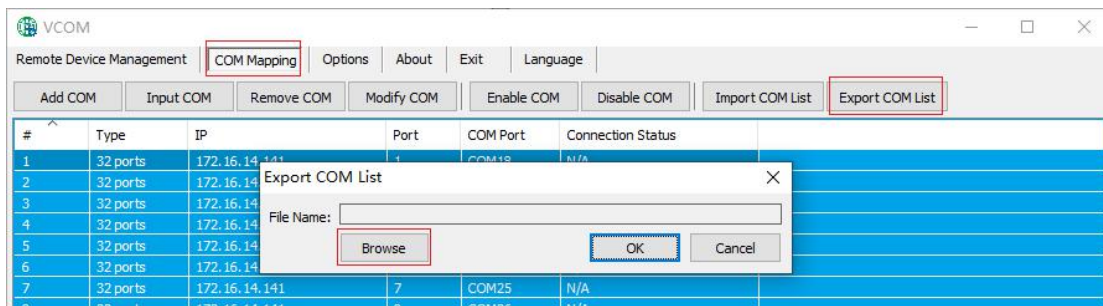 VCOM
Remote Device Management COM Mapping Options About Exit Language
Add COM Input COM Remove COM Modify COM Enable COM Disable COM Import COM List Export COM List
# Type IP Port COM Port Connection Status
1 32 ports 172.16.14.141 1 COM19 N/A
2 32 ports 172.16.14
3 32 ports 172.16.14
4 32 ports 172.16.14
5 32 ports 172.16.14
6 32 ports 172.16.14
7 32 ports 172.16.14.141 7 COM25 N/A
Export COM List
File Name:
Browse OK Cancel